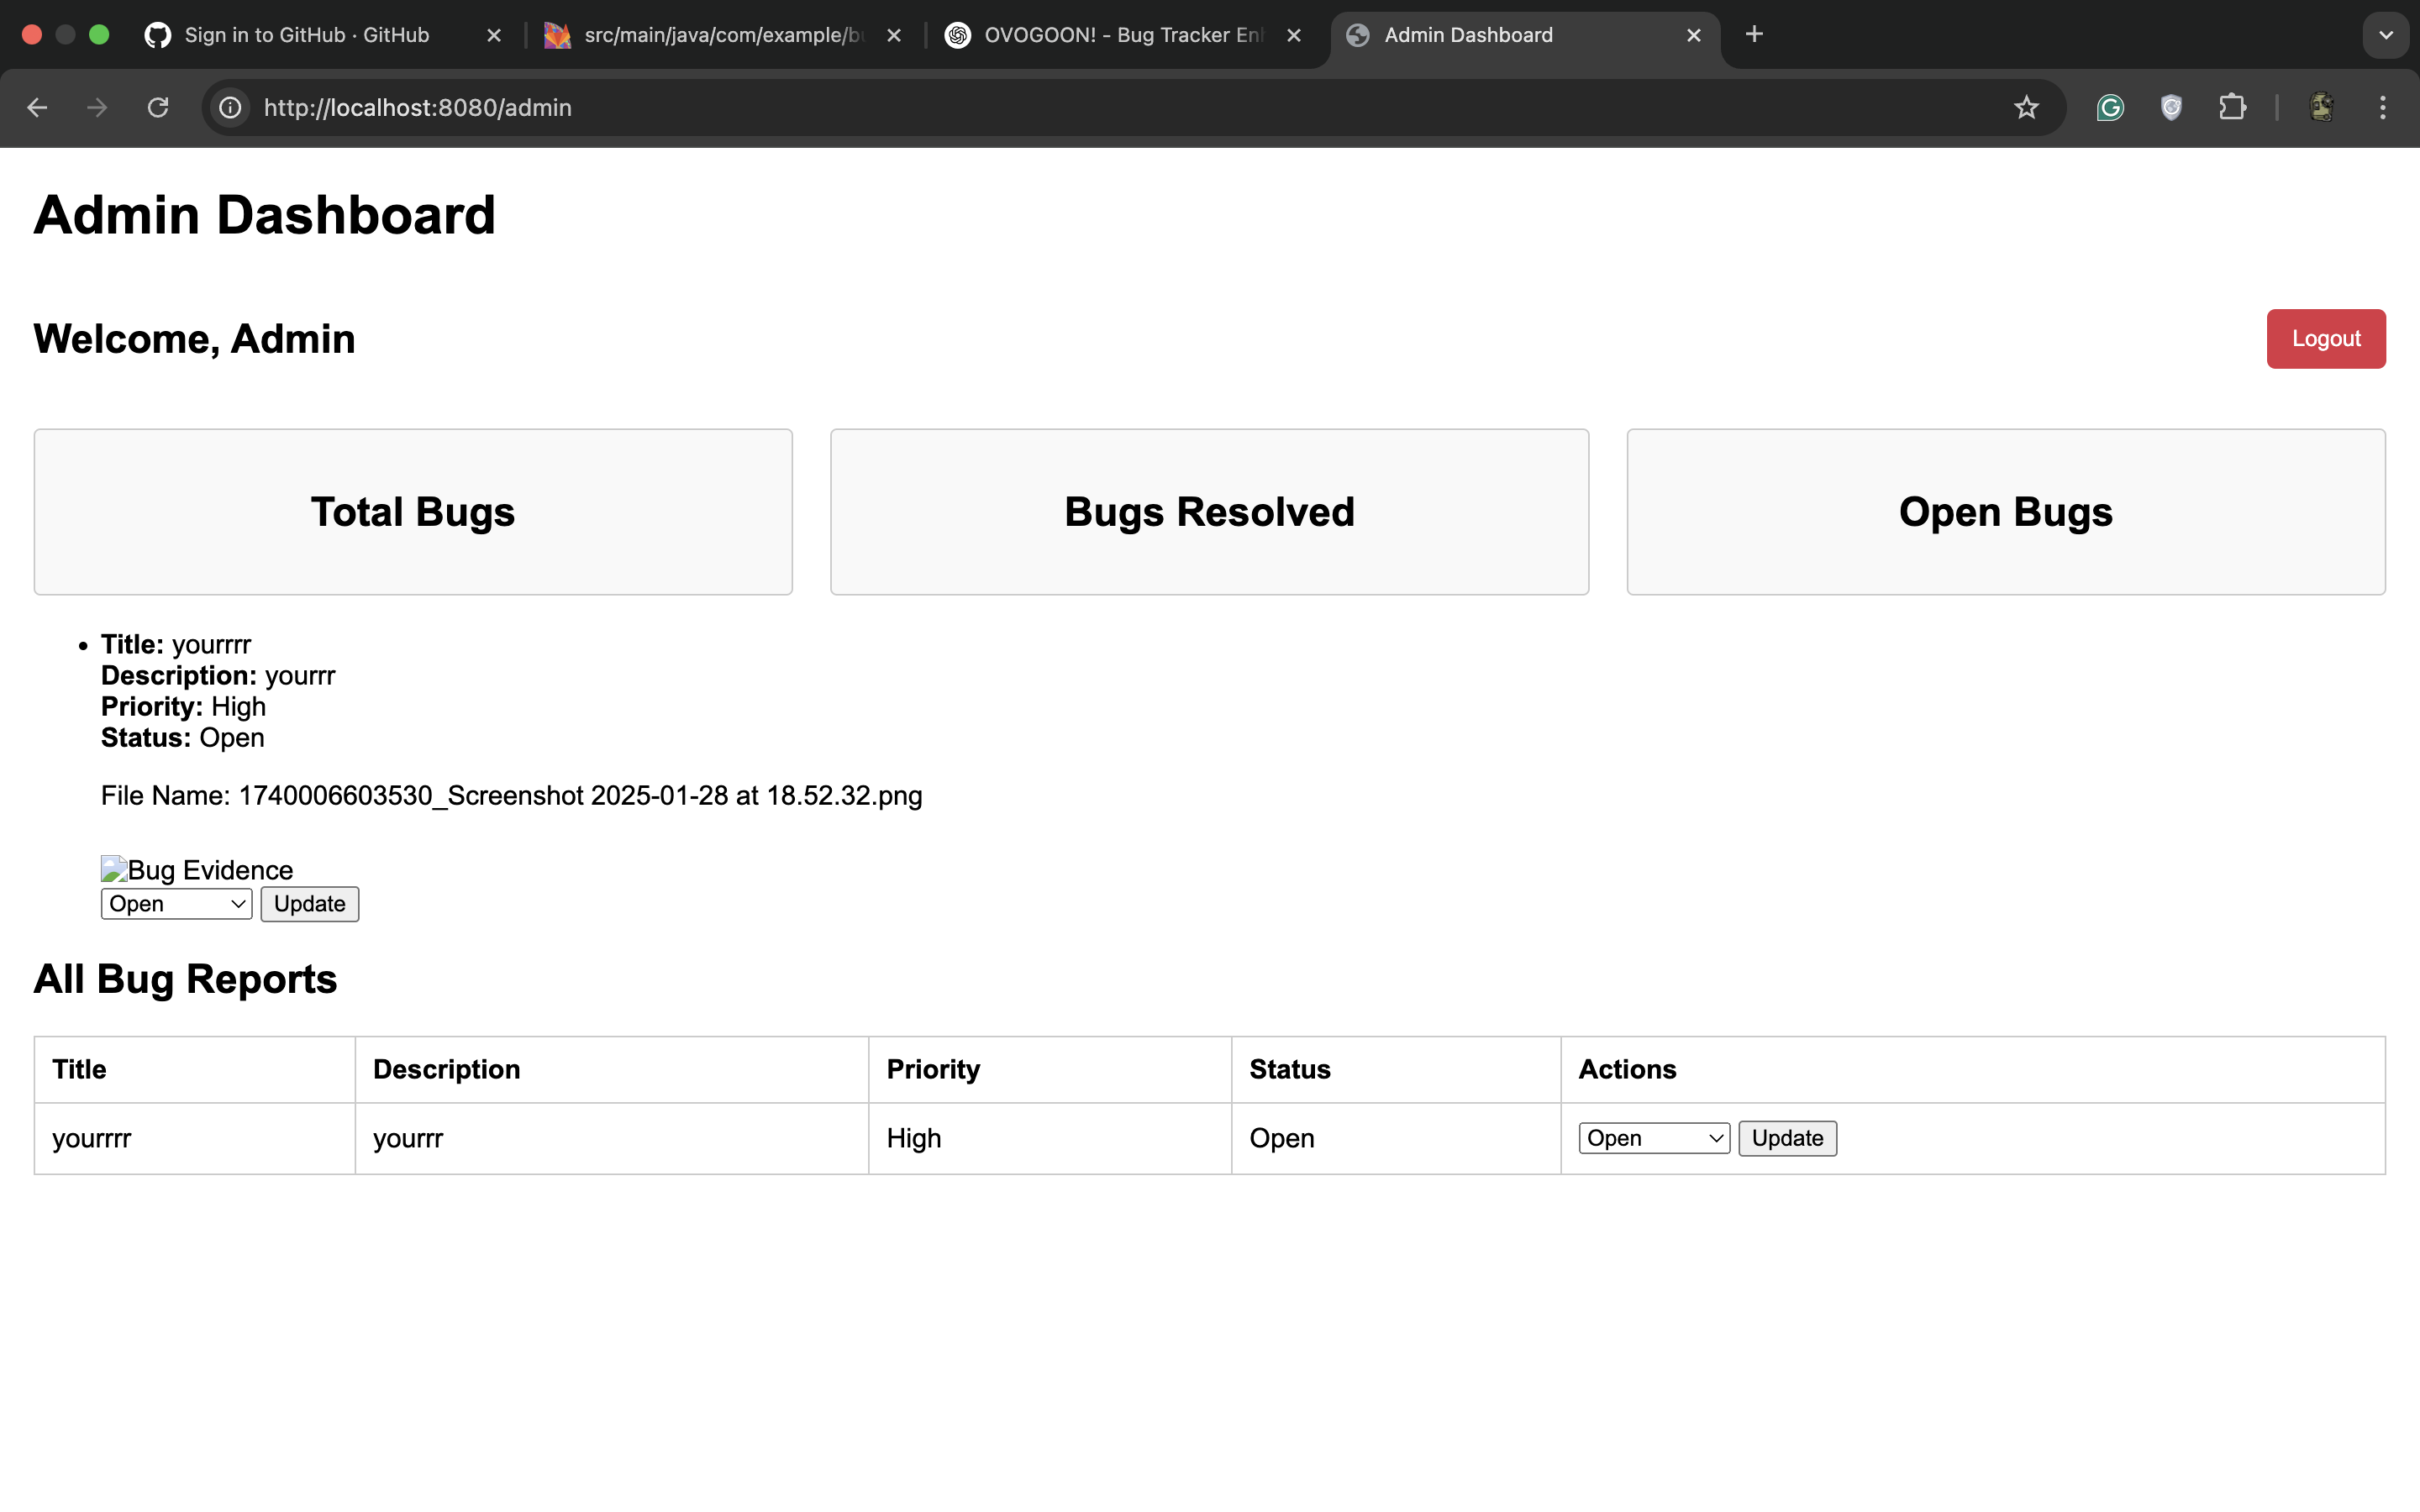 Sign in to GitHub · GitHub
src/main/java/com/example/bu
OVOGOON! - Bug Tracker Enh
Admin Dashboard
http://localhost:8080/admin
Admin Dashboard
Welcome, Admin
Logout
Total Bugs
Bugs Resolved
Open Bugs
Title: yourrrr
Description: yourrr
Priority: High
Status: Open
File Name: 1740006603530_Screenshot 2025-01-28 at 18.52.32.png
Bug Evidence
Open Update
All Bug Reports
Title Description Priority Status Actions
yourrrr yourrr High Open Open Update